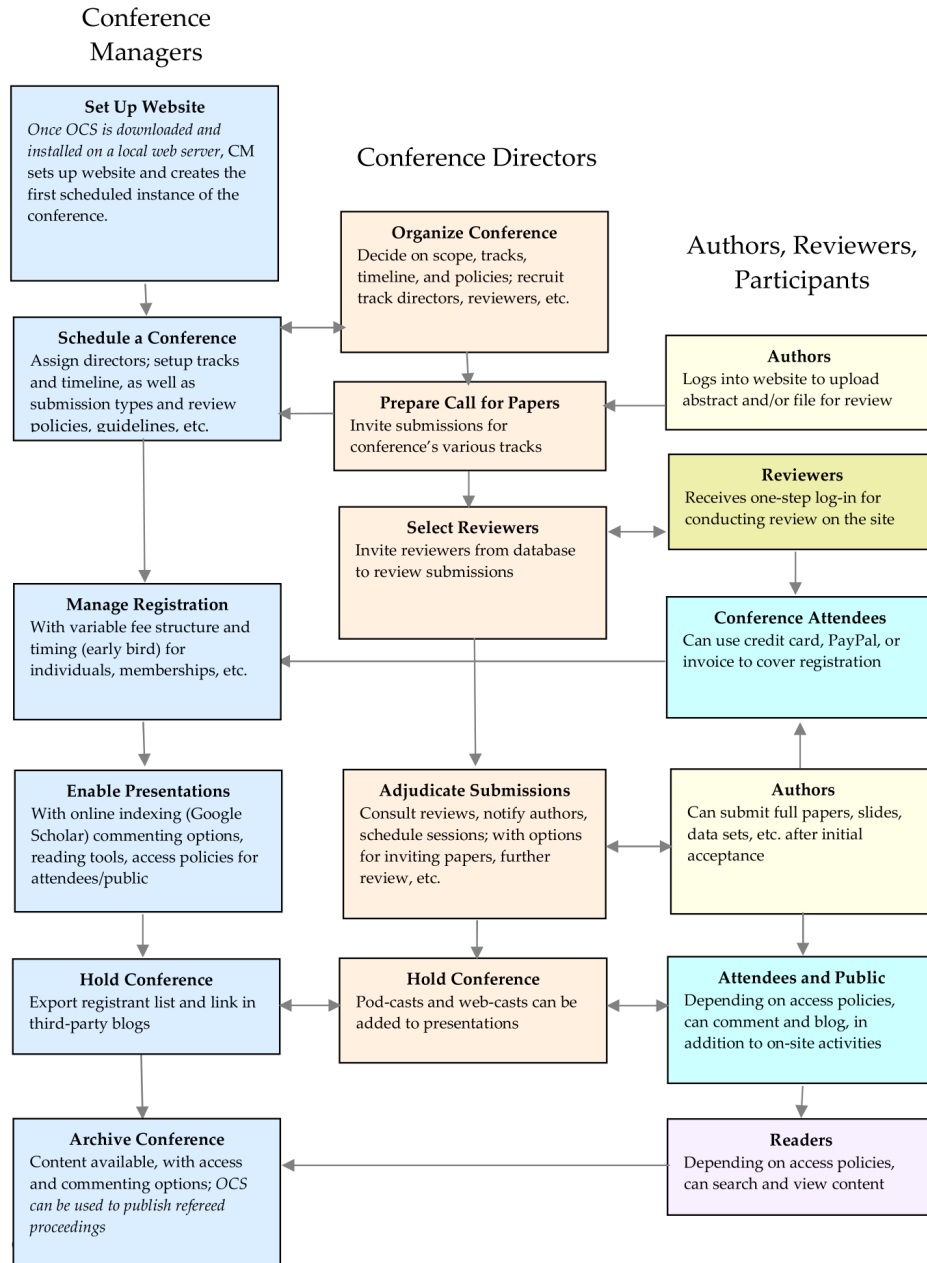 Conference
Managers
Set Up Website
Once OCS is downloaded and
installed on a local web server, CM
sets up website and creates the
first scheduled instance of the
conference.
Schedule a Conference
Assign directors; setup tracks
and timeline, as well as
submission types and review
policies, guidelines, etc.
Manage Registration
With variable fee structure and
timing (early bird) for
individuals, memberships, etc.
Enable Presentations
With online indexing (Google
Scholar) commenting options,
reading tools, access policies for
attendees/public
Hold Conference
Export registrant list and link in
third-party blogs
Archive Conference
Content available, with access
and commenting options; OCS
can be used to publish refereed
proceedings
Conference Directors
Organize Conference
Decide on scope, tracks,
timeline, and policies; recruit
track directors, reviewers, etc.
Prepare Call for Papers
Invite submissions for
conference’s various tracks
Select Reviewers
Invite reviewers from database
to review submissions
Adjudicate Submissions
Consult reviews, notify authors,
schedule sessions; with options
for inviting papers, further
review, etc.
Hold Conference
Pod-casts and web-casts can be
added to presentations
Authors, Reviewers,
Participants
Authors
Logs into website to upload
abstract and/or file for review
Reviewers
Receives one-step log-in for
conducting review on the site
Conference Attendees
Can use credit card, PayPal, or
invoice to cover registration
Authors
Can submit full papers, slides,
data sets, etc. after initial
acceptance
Attendees and Public
Depending on access policies,
can comment and blog, in
addition to on-site activities
Readers
Depending on access policies,
can search and view content